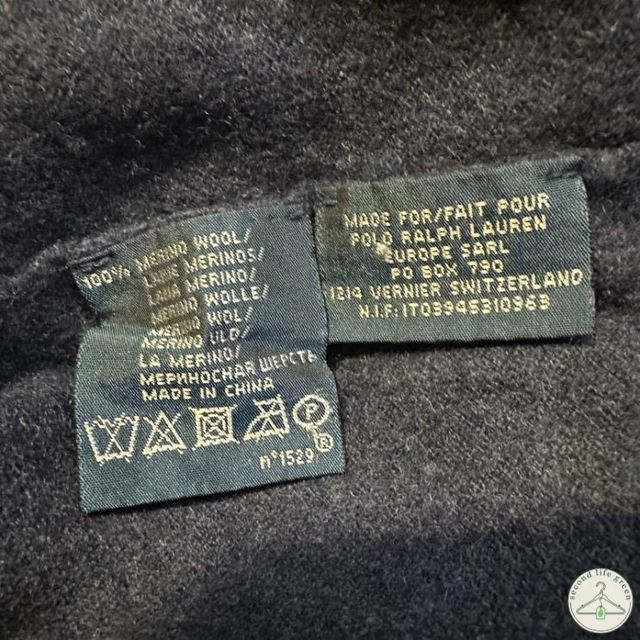 100% MERINO WOOL/
LAINE MERINOS/
LANA MERINO/
MERINO WOLLE/
MERINO WOL/
MERINO ULD/
LA MERINO/
МЕРИНОСНАЯ ШЕРСТЬ
MADE IN CHINA
P
®
n°1520
MADE FOR/FAIT POUR
POLO RALPH LAUREN
EUROPE SARL
PO BOX 790
1214 VERNIER SWITZERLAND
N.I.F:IT03945310963
second life green